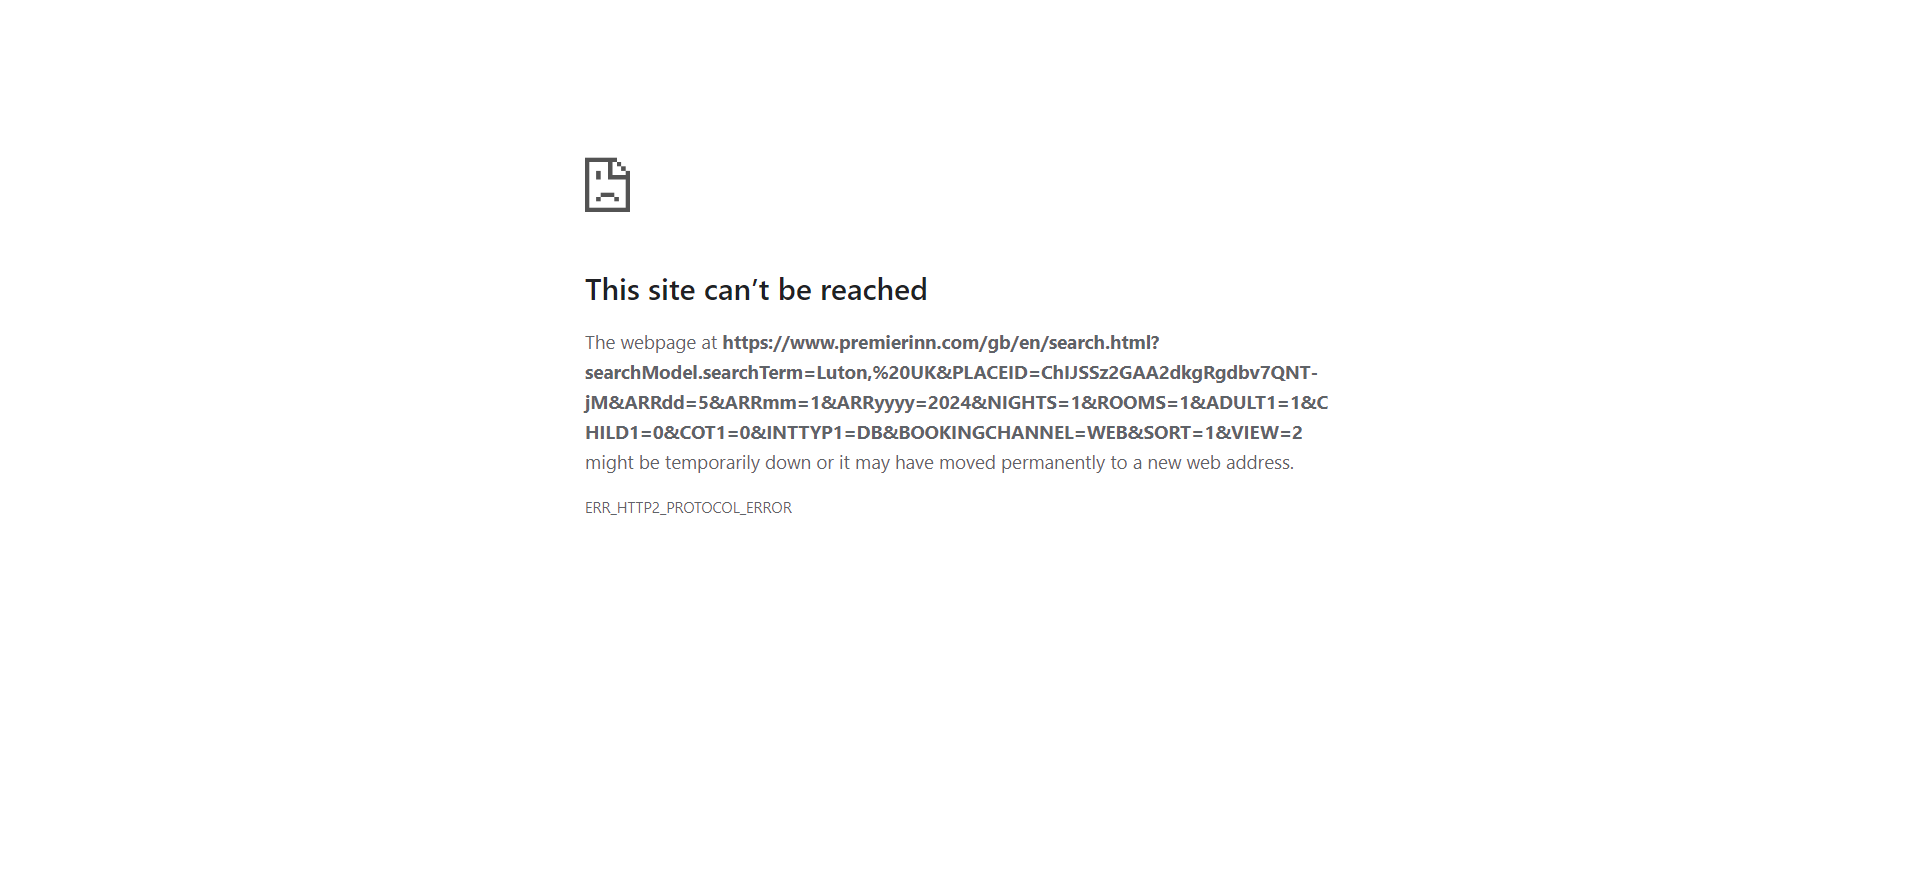 This site can’t be reached
The webpage at https://www.premierinn.com/gb/en/search.html?
searchModel.searchTerm=Luton,%20UK&PLACEID=ChIJSSz2GAA2dkgRgdbv7QNT-
jM&ARRdd=5&ARRmm=1&ARRyyyy=2024&NIGHTS=1&ROOMS=1&ADULT1=1&C
HILD1=0&COT1=0&INTTYP1=DB&BOOKINGCHANNEL=WEB&SORT=1&VIEW=2
might be temporarily down or it may have moved permanently to a new web address.
ERR_HTTP2_PROTOCOL_ERROR